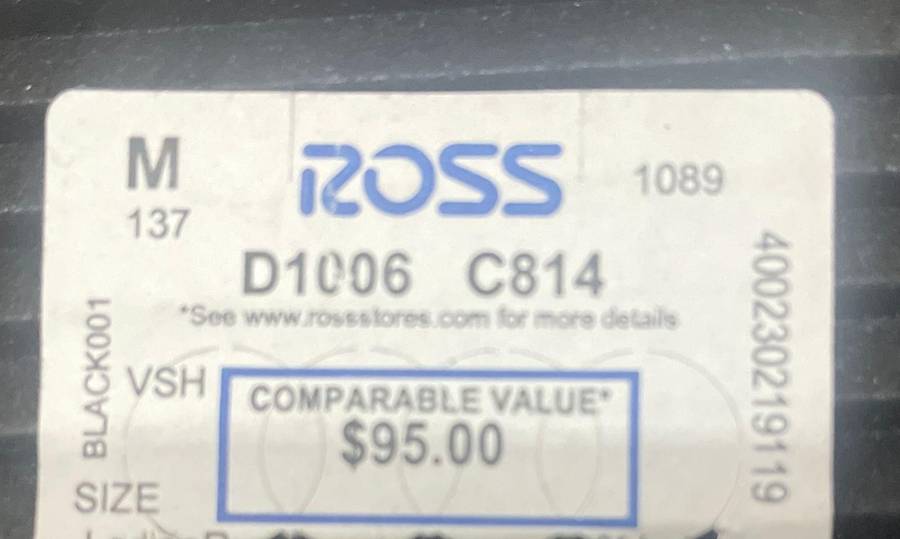 M
ROSS
1089
137
D1006 C814
*See www.rossstores.com for more details
BLACK001
VSH
COMPARABLE VALUE*
$95.00
SIZE
400230219119